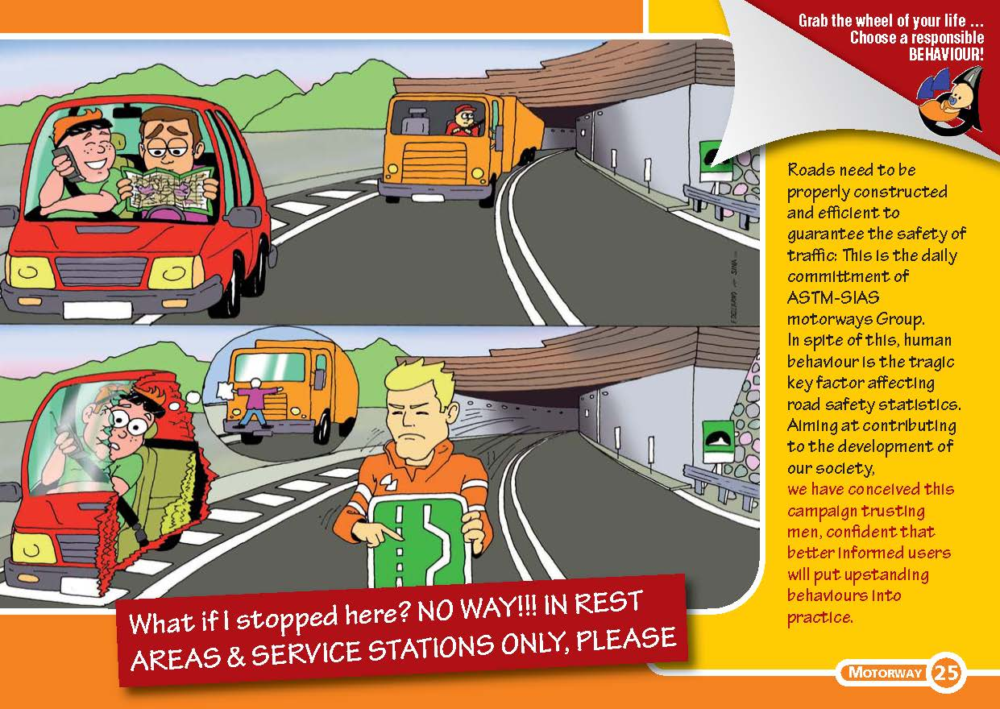 Grab the wheel of your life ...
Choose a responsible
BEHAVIOUR!
Roads need to be
properly constructed
and efficient to
guarantee the safety of
traffic: This is the daily
committment of
ASTM-SIAS
motorways Group.
In spite of this, human
behaviour is the tragic
key factor affecting
road safety statistics.
Aiming at contributing
to the development of
our society,
we have conceived this
campaign trusting
men, confident that
better informed users
will put upstanding
behaviours into
practice.
What if I stopped here? NO WAY!!! IN REST
AREAS & SERVICE STATIONS ONLY, PLEASE
MOTORWAY 25